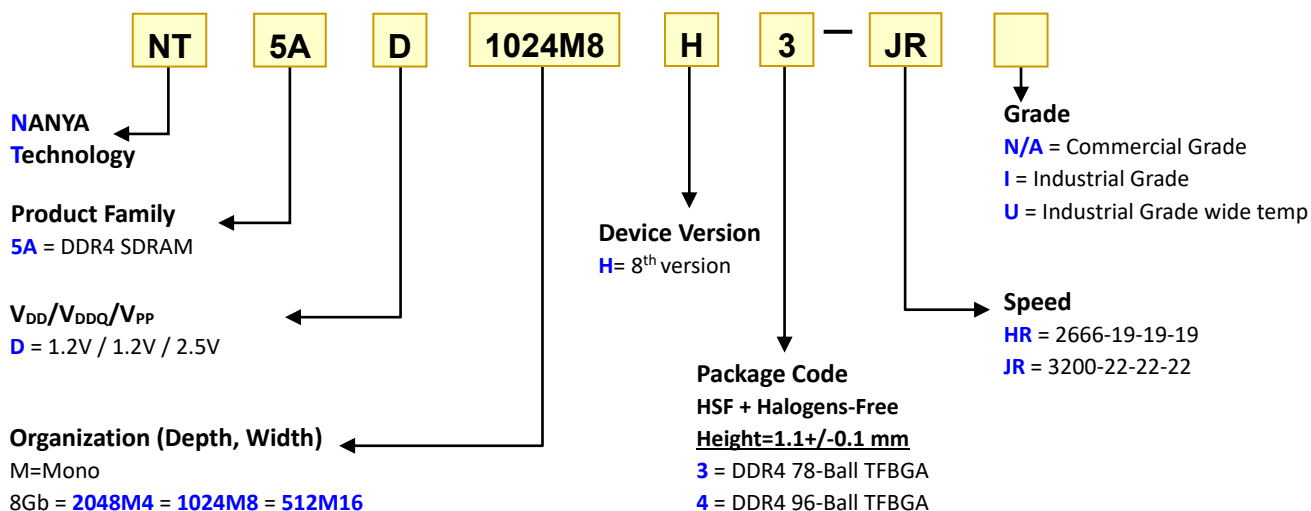 NT 5A D 1024M8 H 3 – JR
NANYA
Technology
Product Family
5A = DDR4 SDRAM
VDD/VDDQ/VPP
D = 1.2V / 1.2V / 2.5V
Organization (Depth, Width)
M=Mono
8Gb = 2048M4 = 1024M8 = 512M16
Device Version
H= 8th version
Package Code
HSF + Halogens-Free
Height=1.1+/-0.1 mm
3 = DDR4 78-Ball TFBGA
4 = DDR4 96-Ball TFBGA
Grade
N/A = Commercial Grade
I = Industrial Grade
U = Industrial Grade wide temp
Speed
HR = 2666-19-19-19
JR = 3200-22-22-22